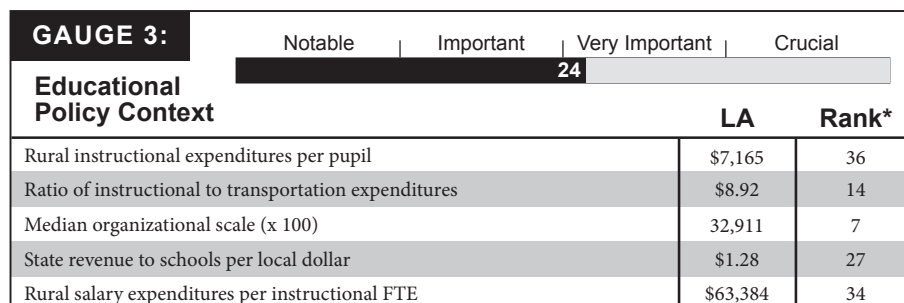 GAUGE 3:
Notable | Important | Very Important | Crucial
24
Educational
Policy Context
LA Rank*
Rural instructional expenditures per pupil $7,165 36
Ratio of instructional to transportation expenditures $8.92 14
Median organizational scale (x 100) 32,911 7
State revenue to schools per local dollar $1.28 27
Rural salary expenditures per instructional FTE $63,384 34